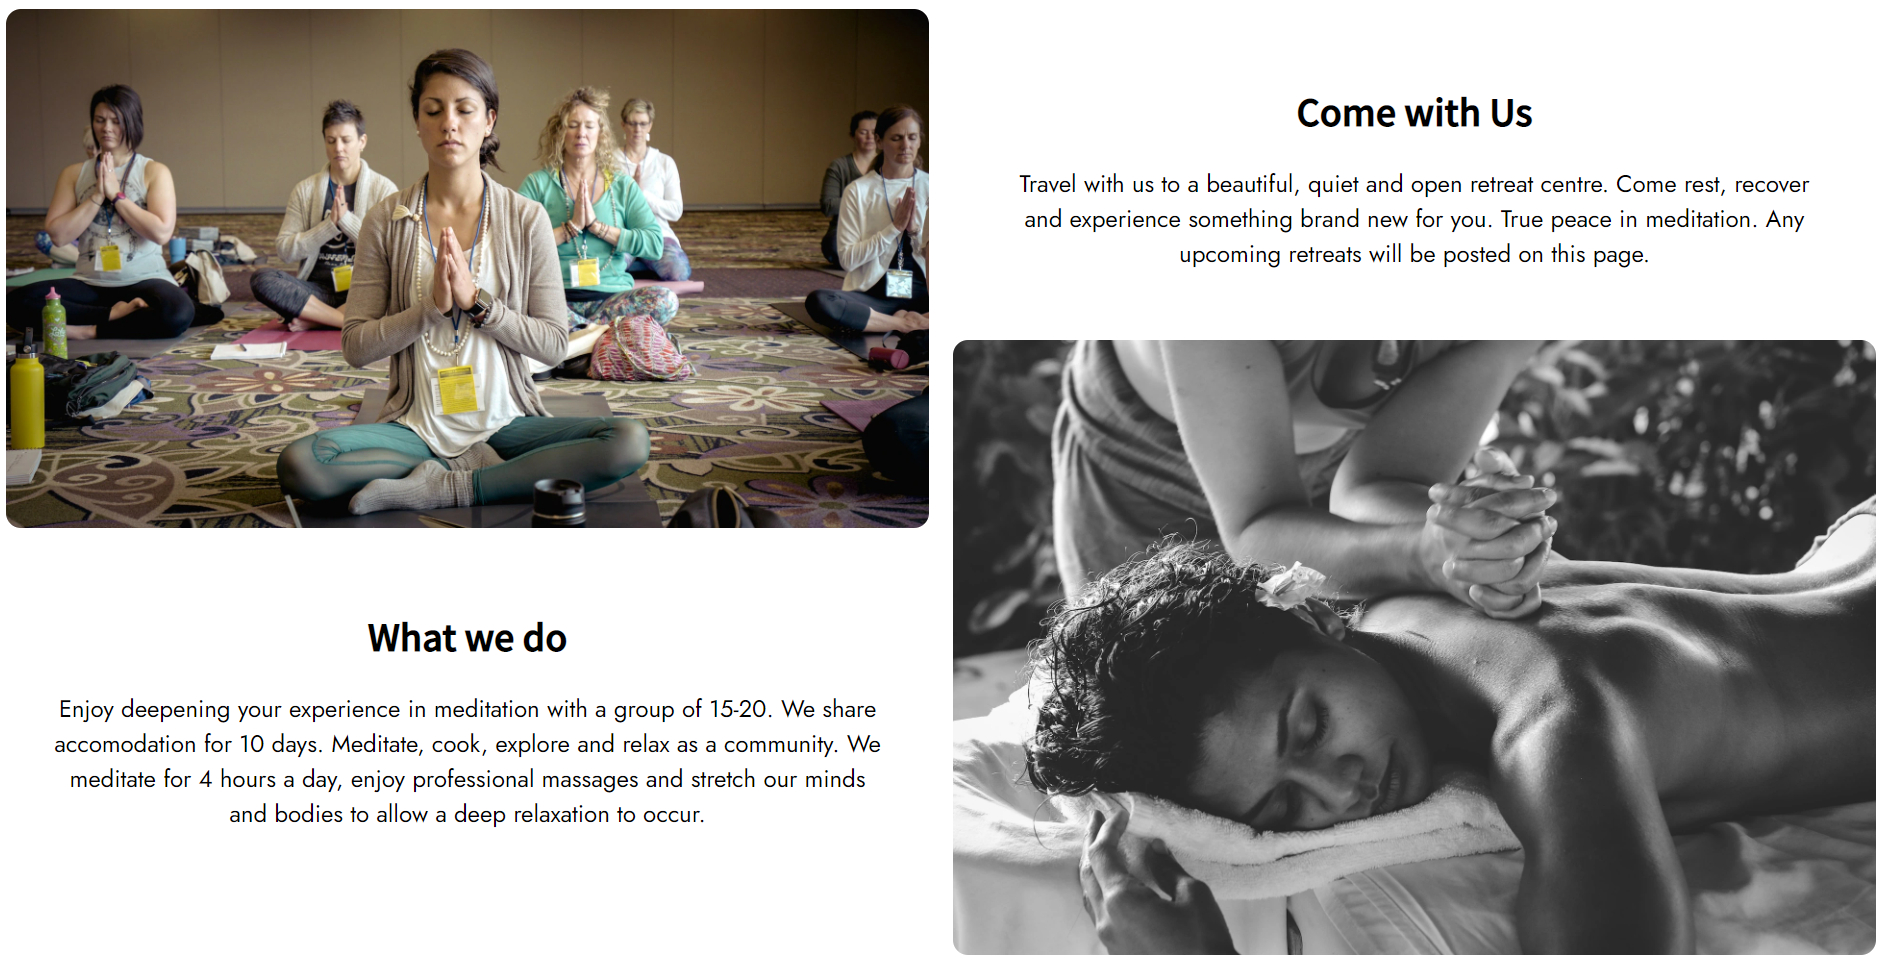 Come with Us
Travel with us to a beautiful, quiet and open retreat centre. Come rest, recover
and experience something brand new for you. True peace in meditation. Any
upcoming retreats will be posted on this page.
What we do
Enjoy deepening your experience in meditation with a group of 15-20. We share
accomodation for 10 days. Meditate, cook, explore and relax as a community. We
meditate for 4 hours a day, enjoy professional massages and stretch our minds
and bodies to allow a deep relaxation to occur.